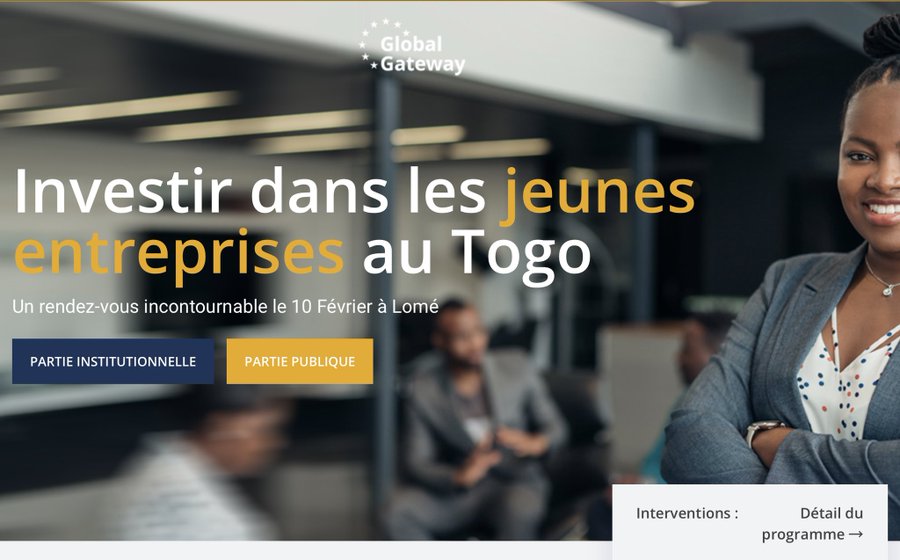 Global
Gateway
Investir dans les jeunes
entreprises au Togo
Un rendez-vous incontournable le 10 Février à Lomé
PARTIE INSTITUTIONNELLE
PARTIE PUBLIQUE
Interventions :
Détail du
programme →